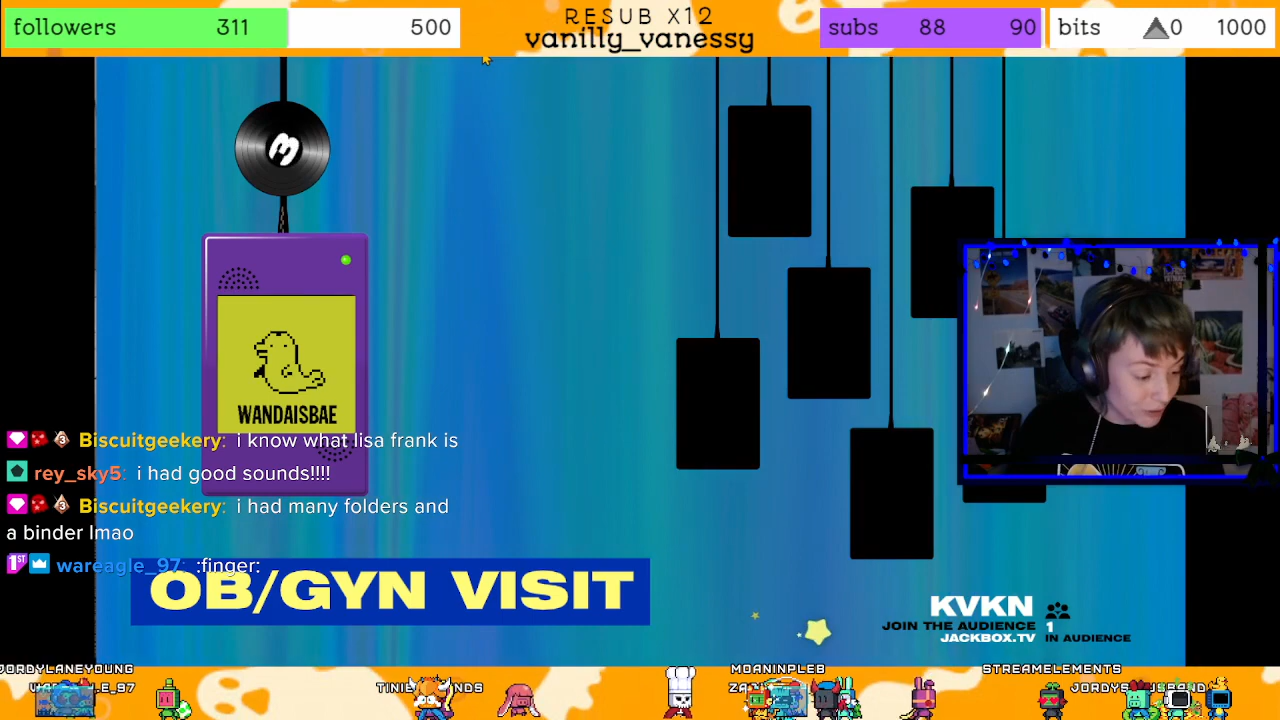 followers 311 500
RESUB X12
vanilly_vanessy
subs 88 90
bits 0 1000
WANDAISBAE
Biscuitgeekery: i know what lisa frank is
rey_sky5: i had good sounds!!!!
Biscuitgeekery: i had many folders and
a binder lmao
wareagle_97: :finger:
OB/GYN VISIT
KVKN
JOIN THE AUDIENCE 1
JACKBOX.TV IN AUDIENCE
JORDYLANEYOUNG
MOANINPLEB
STREAMELEMENTS